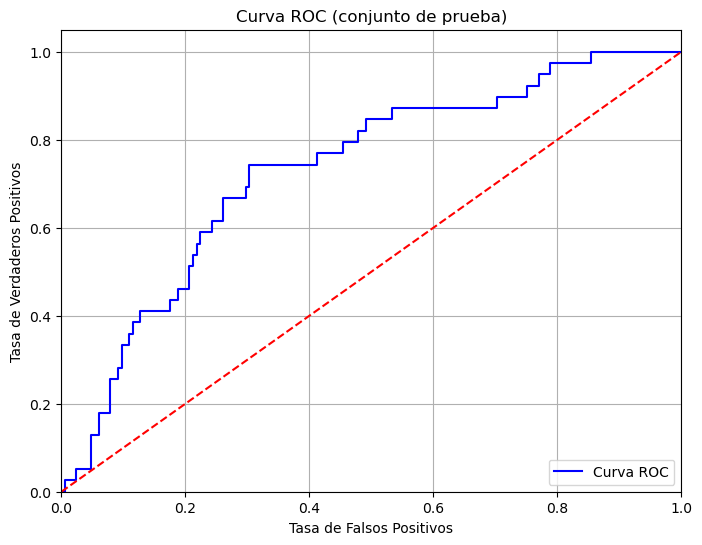 Curva ROC (conjunto de prueba)
Tasa de Verdaderos Positivos
1.0
0.8
0.6
0.4
0.2
0.0
0.0 0.2 0.4 0.6 0.8 1.0
Curva ROC
Tasa de Falsos Positivos